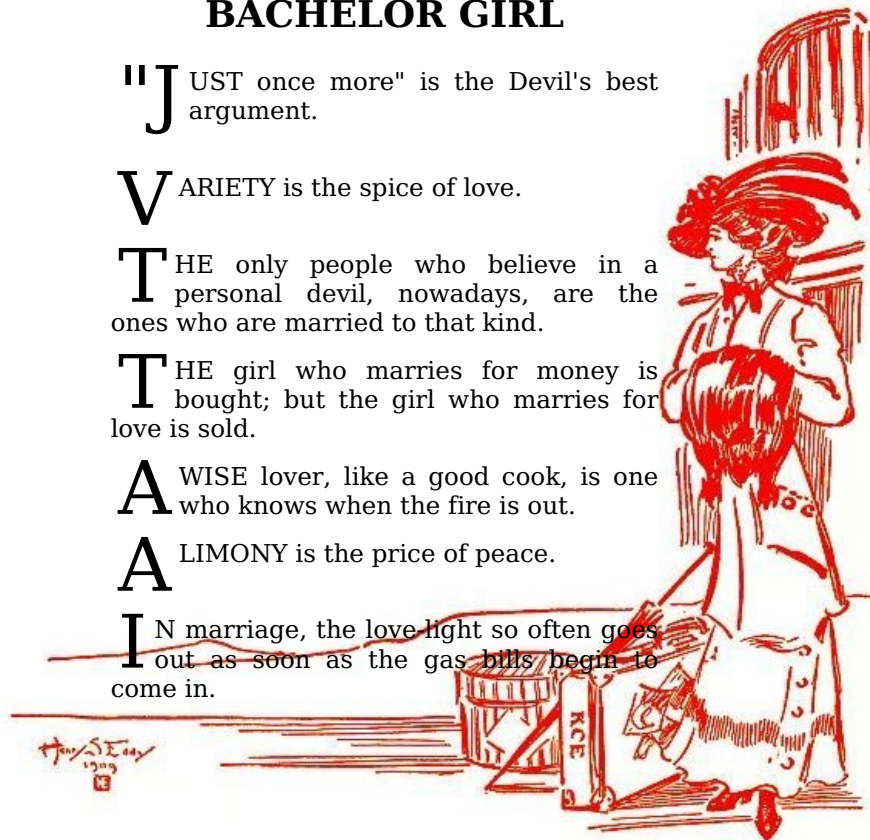 BACHELOR GIRL
"JUST once more" is the Devil's best
argument.
VARIETY is the spice of love.
THE only people who believe in a
personal devil, nowadays, are the
ones who are married to that kind.
THE girl who marries for money is
bought; but the girl who marries for
love is sold.
A WISE lover, like a good cook, is one
who knows when the fire is out.
ALIMONY is the price of peace.
IN marriage, the love-light so often goes
out as soon as the gas bills begin to
come in.
KCE
Henry S Eddy
1909